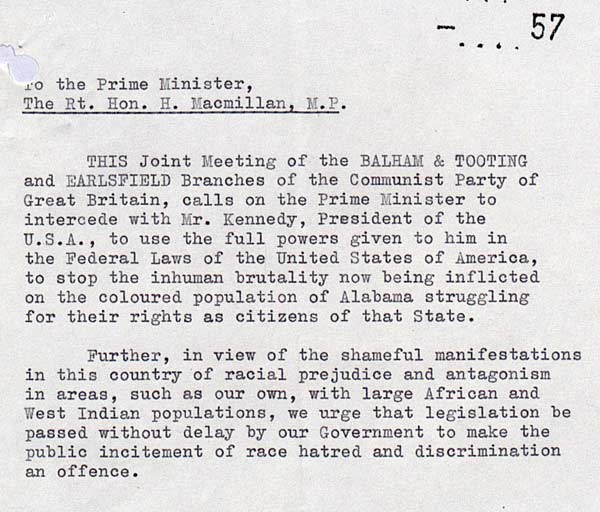 - .... 57
To the Prime Minister,
The Rt. Hon. H. Macmillan, M.P.
THIS Joint Meeting of the BALHAM & TOOTING
and EARLSFIELD Branches of the Communist Party of
Great Britain, calls on the Prime Minister to
intercede with Mr. Kennedy, President of the
U.S.A., to use the full powers given to him in
the Federal Laws of the United States of America,
to stop the inhuman brutality now being inflicted
on the coloured population of Alabama struggling
for their rights as citizens of that State.
Further, in view of the shameful manifestations
in this country of racial prejudice and antagonism
in areas, such as our own, with large African and
West Indian populations, we urge that legislation be
passed without delay by our Government to make the
public incitement of race hatred and discrimination
an offence.